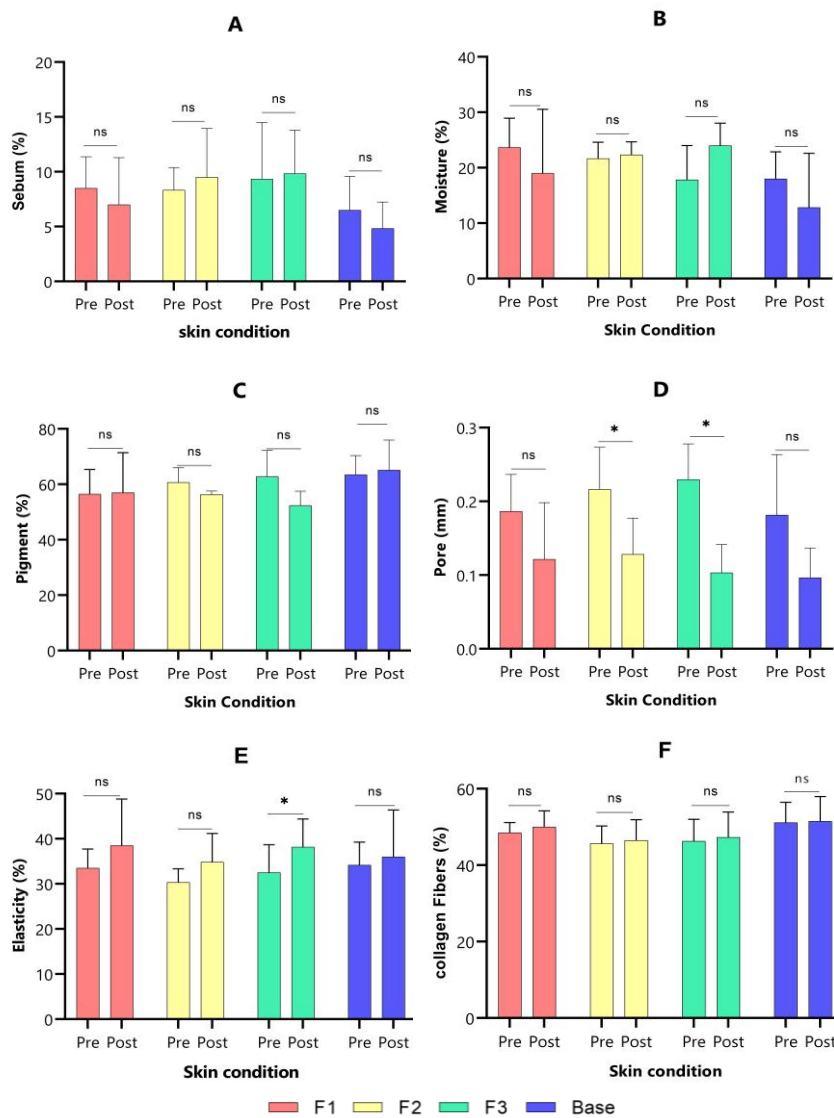 A
20
15
10
5
0
Sebum (%)
ns
ns
ns
ns
Pre Post Pre Post Pre Post Pre Post
skin condition
B
40
30
20
10
0
Moisture (%)
ns
ns
ns
ns
Pre Post Pre Post Pre Post Pre Post
Skin Condition
C
80
60
40
20
0
Pigment (%)
ns
ns
ns
ns
Pre Post Pre Post Pre Post Pre Post
Skin Condition
D
0.3
0.2
0.1
0.0
Pore (mm)
ns
*
*
ns
Pre Post Pre Post Pre Post Pre Post
Skin Condition
E
50
40
30
20
10
0
Elasticity (%)
ns
ns
*
ns
Pre Post Pre Post Pre Post Pre Post
Skin condition
F
60
40
20
0
collagen Fibers (%)
ns
ns
ns
ns
Pre Post Pre Post Pre Post Pre Post
Skin condition
F1 F2 F3 Base